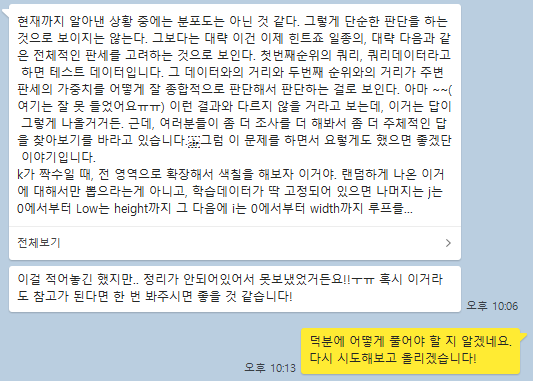 현재까지 알아낸 상황 중에는 분포도는 아닌 것 같다. 그렇게 단순한 판단을 하는
것으로 보이지는 않는다. 그보다는 대략 이건 이제 힌트죠 일종의, 대략 다음과 같
은 전체적인 판세를 고려하는 것으로 보인다. 첫번째순위의 쿼리, 쿼리데이터라고
하면 테스트 데이터입니다. 그 데이터와의 거리와 두번째 순위와의 거리가 주변
판세의 가중치를 어떻게 잘 종합적으로 판단해서 판단하는 걸로 보인다. 아마 ~~(
여기는 잘 못 들었어요ㅠㅠ) 이런 결과와 다르지 않을 거라고 보는데, 이거는 답이
그렇게 나올거거든. 근데, 여러분들이 좀 더 조사를 더 해봐서 좀 더 주체적인 답
을 찾아보기를 바라고 있습니다.그럼 이 문제를 하면서 요렇게도 했으면 좋겠단
이야기입니다.
k가 짝수일 때, 전 영역으로 확장해서 색칠을 해보자 이거야. 랜덤하게 나온 이거
에 대해서만 뽑으라는게 아니고, 학습데이터가 딱 고정되어 있으면 나머지는 j는
0에서부터 Low는 height까지 그 다음에 i는 0에서부터 width까지 루프를...
전체보기
이걸 적어놓긴 했지만.. 정리가 안되어있어서 못보냈었거든요!!ㅜㅠ 혹시 이거라
도 참고가 된다면 한 번 봐주시면 좋을 것 같습니다!
오후 10:06
덕분에 어떻게 풀어야 할 지 알겠네요.
다시 시도해보고 올리겠습니다!
오후 10:13